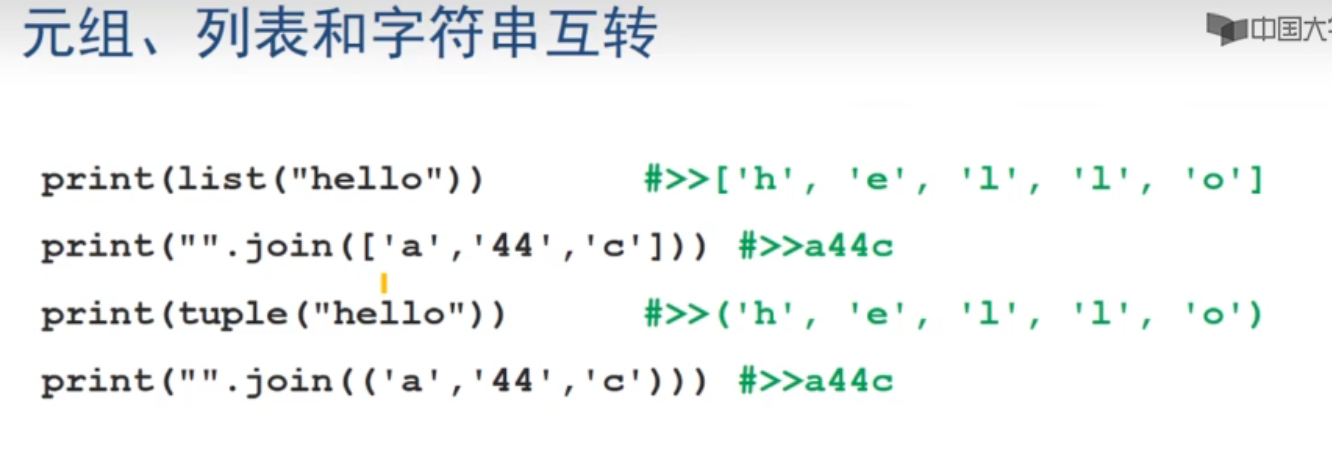 元组、列表和字符串互转
中国大
print(list("hello")) #>>['h', 'e', 'l', 'l', 'o']
print("".join(['a','44','c'])) #>>a44c
print(tuple("hello")) #>>('h', 'e', 'l', 'l', 'o')
print("".join(('a','44','c'))) #>>a44c